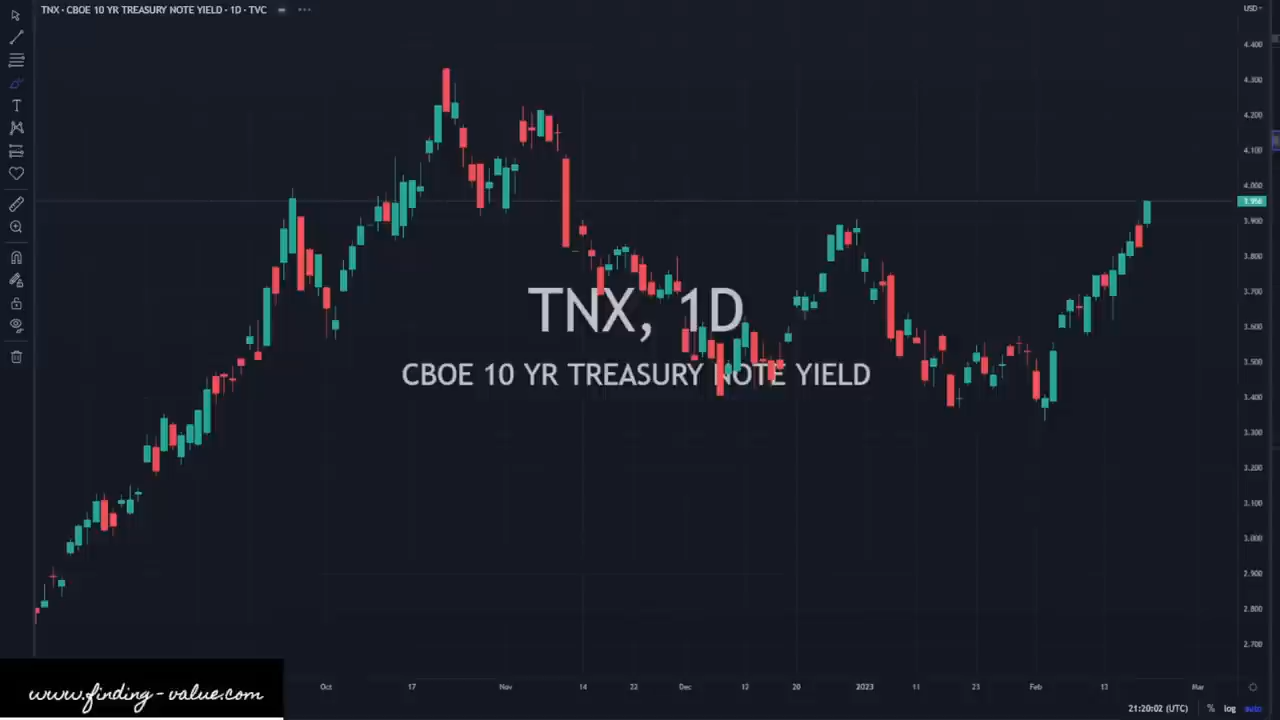 TNX · CBOE 10 YR TREASURY NOTE YIELD · 1D · TVC
USD
4.400
4.300
4.200
4.100
4.000
3.956
3.900
3.800
3.700
3.600
3.500
3.400
3.300
3.200
3.100
3.000
2.900
2.800
2.700
TNX, 1D
CBOE 10 YR TREASURY NOTE YIELD
Oct 17 Nov 14 22 Dec 12 20 2023 11 23 Feb 13 Mar
www.finding-value.com
21:20:02 (UTC) % log auto